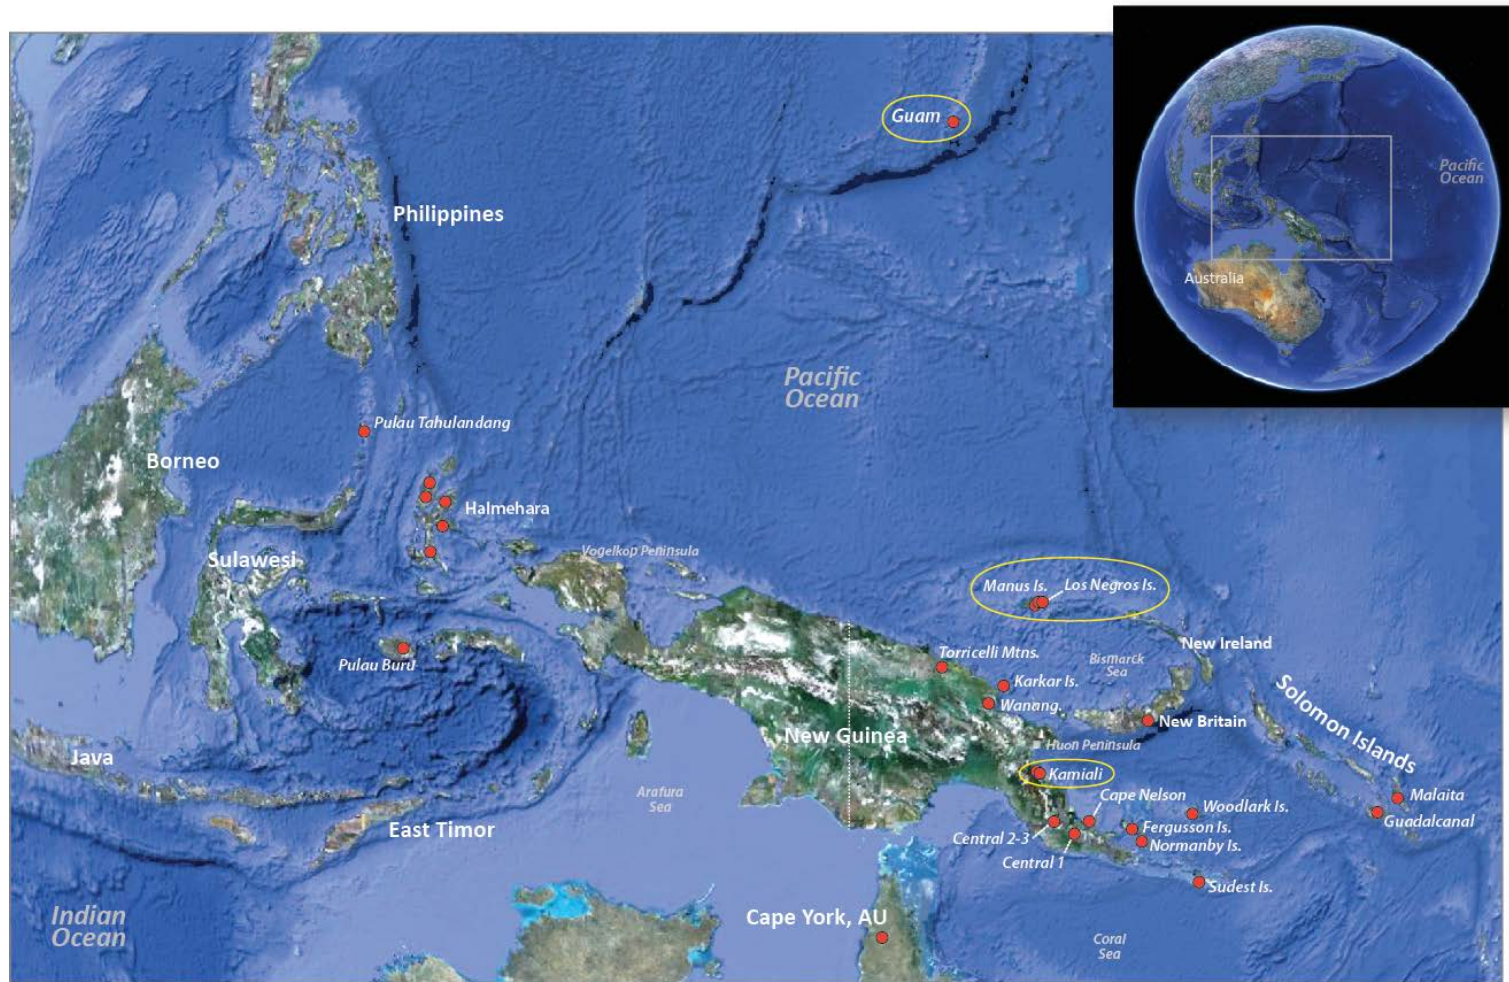 Guam
Pacific
Ocean
Australia
Philippines
Pacific
Ocean
Pulau Tahulandang
Borneo
Halmehara
Vogelkop Peninsula
Sulawesi
Manus Is.
Los Negros Is.
New Ireland
Torricelli Mtns.
Bismarck
Sea
Pulau Buru
Karkar Is.
Wanang.
Solomon Islands
New Britain
New Guinea
Huon Peninsula
Java
Kamiali
Arafura
Sea
Cape Nelson
Woodlark Is.
Malaita
Guadalcanal
East Timor
Fergusson Is.
Central 2-3
Normanby Is.
Central 1
Sudest Is.
Indian
Ocean
Cape York, AU
Coral
Sea